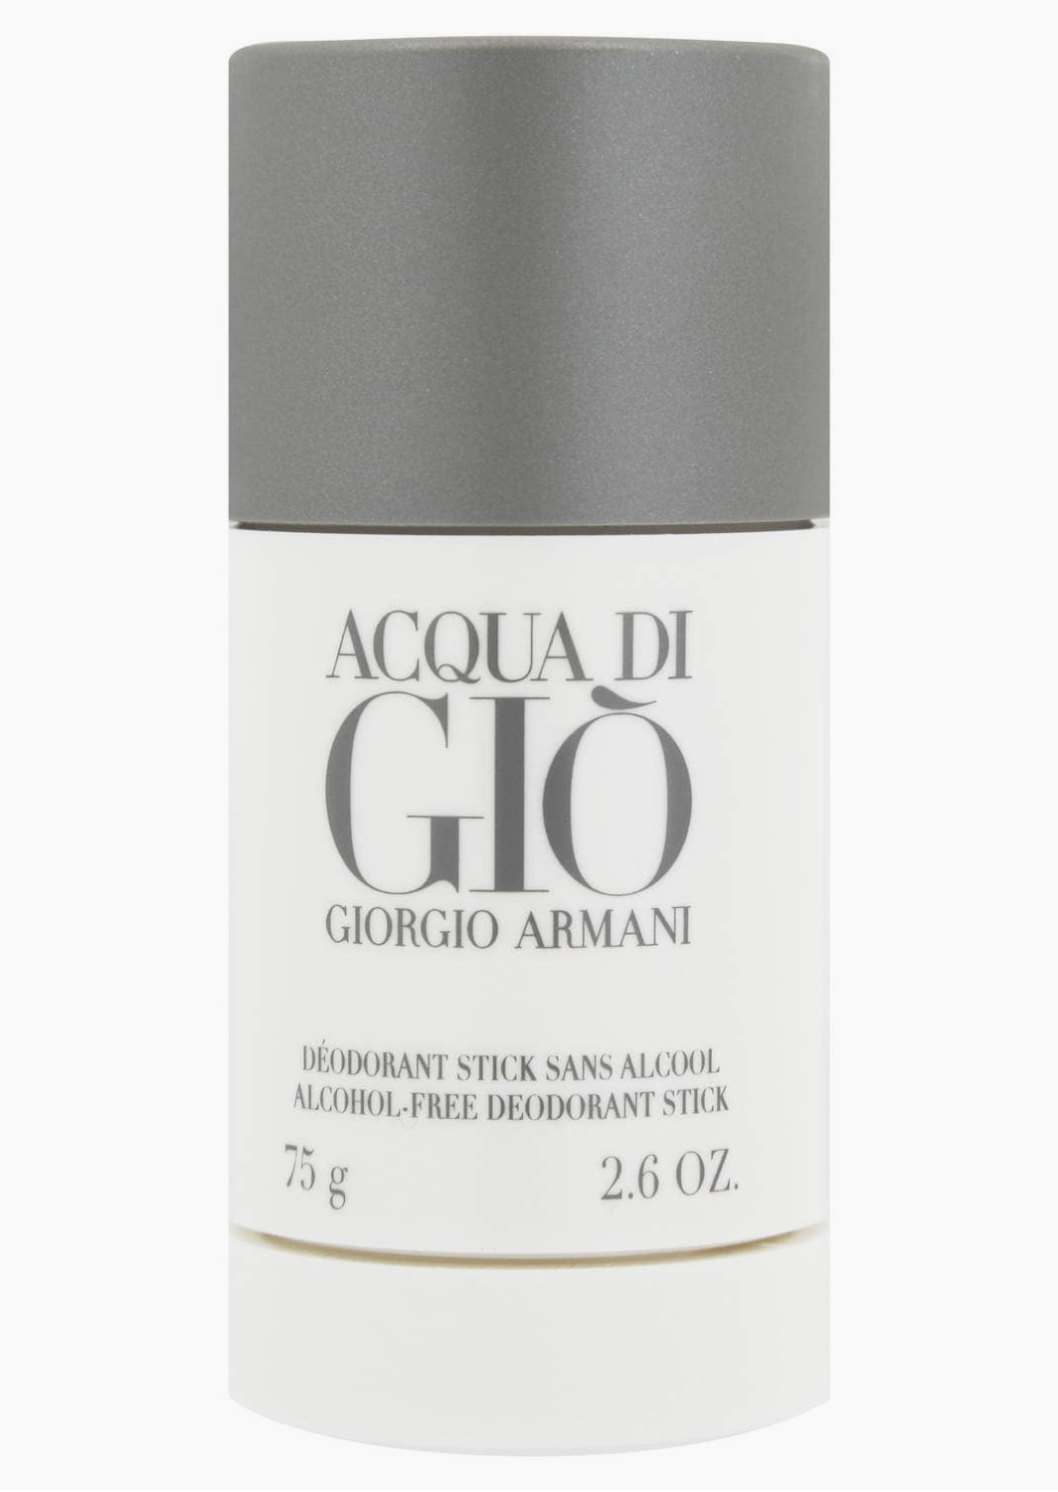 ACQUA DI
GIÒ
GIORGIO ARMANI
DÉODORANT STICK SANS ALCOOL
ALCOHOL-FREE DEODORANT STICK
75 g 2.6 OZ.